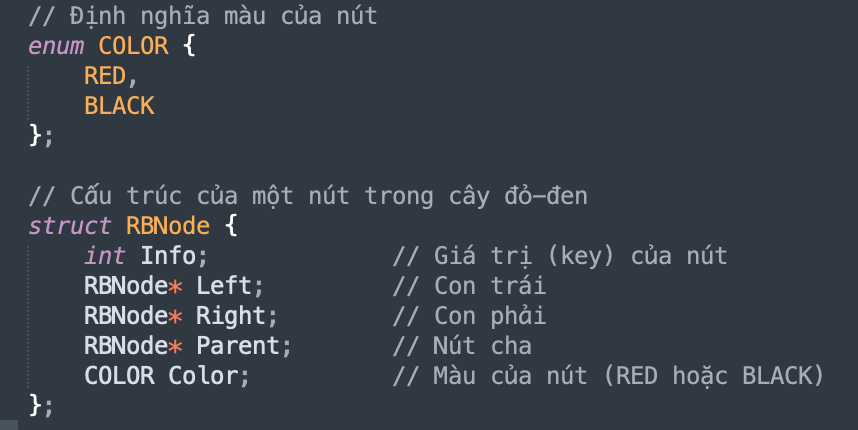 // Định nghĩa màu của nút
enum COLOR {
    RED,
    BLACK
};

// Cấu trúc của một nút trong cây đỏ-đen
struct RBNode {
    int Info;             // Giá trị (key) của nút
    RBNode* Left;         // Con trái
    RBNode* Right;        // Con phải
    RBNode* Parent;       // Nút cha
    COLOR Color;          // Màu của nút (RED hoặc BLACK)
};